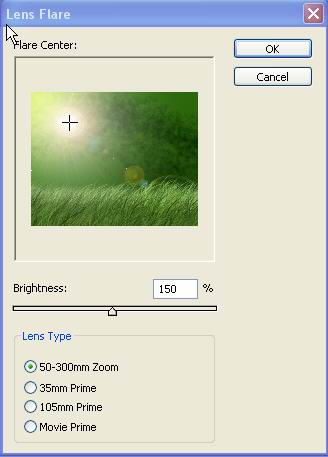 Lens Flare
Flare Center:
OK
Cancel
Brightness: 150 %
Lens Type
50-300mm Zoom
35mm Prime
105mm Prime
Movie Prime